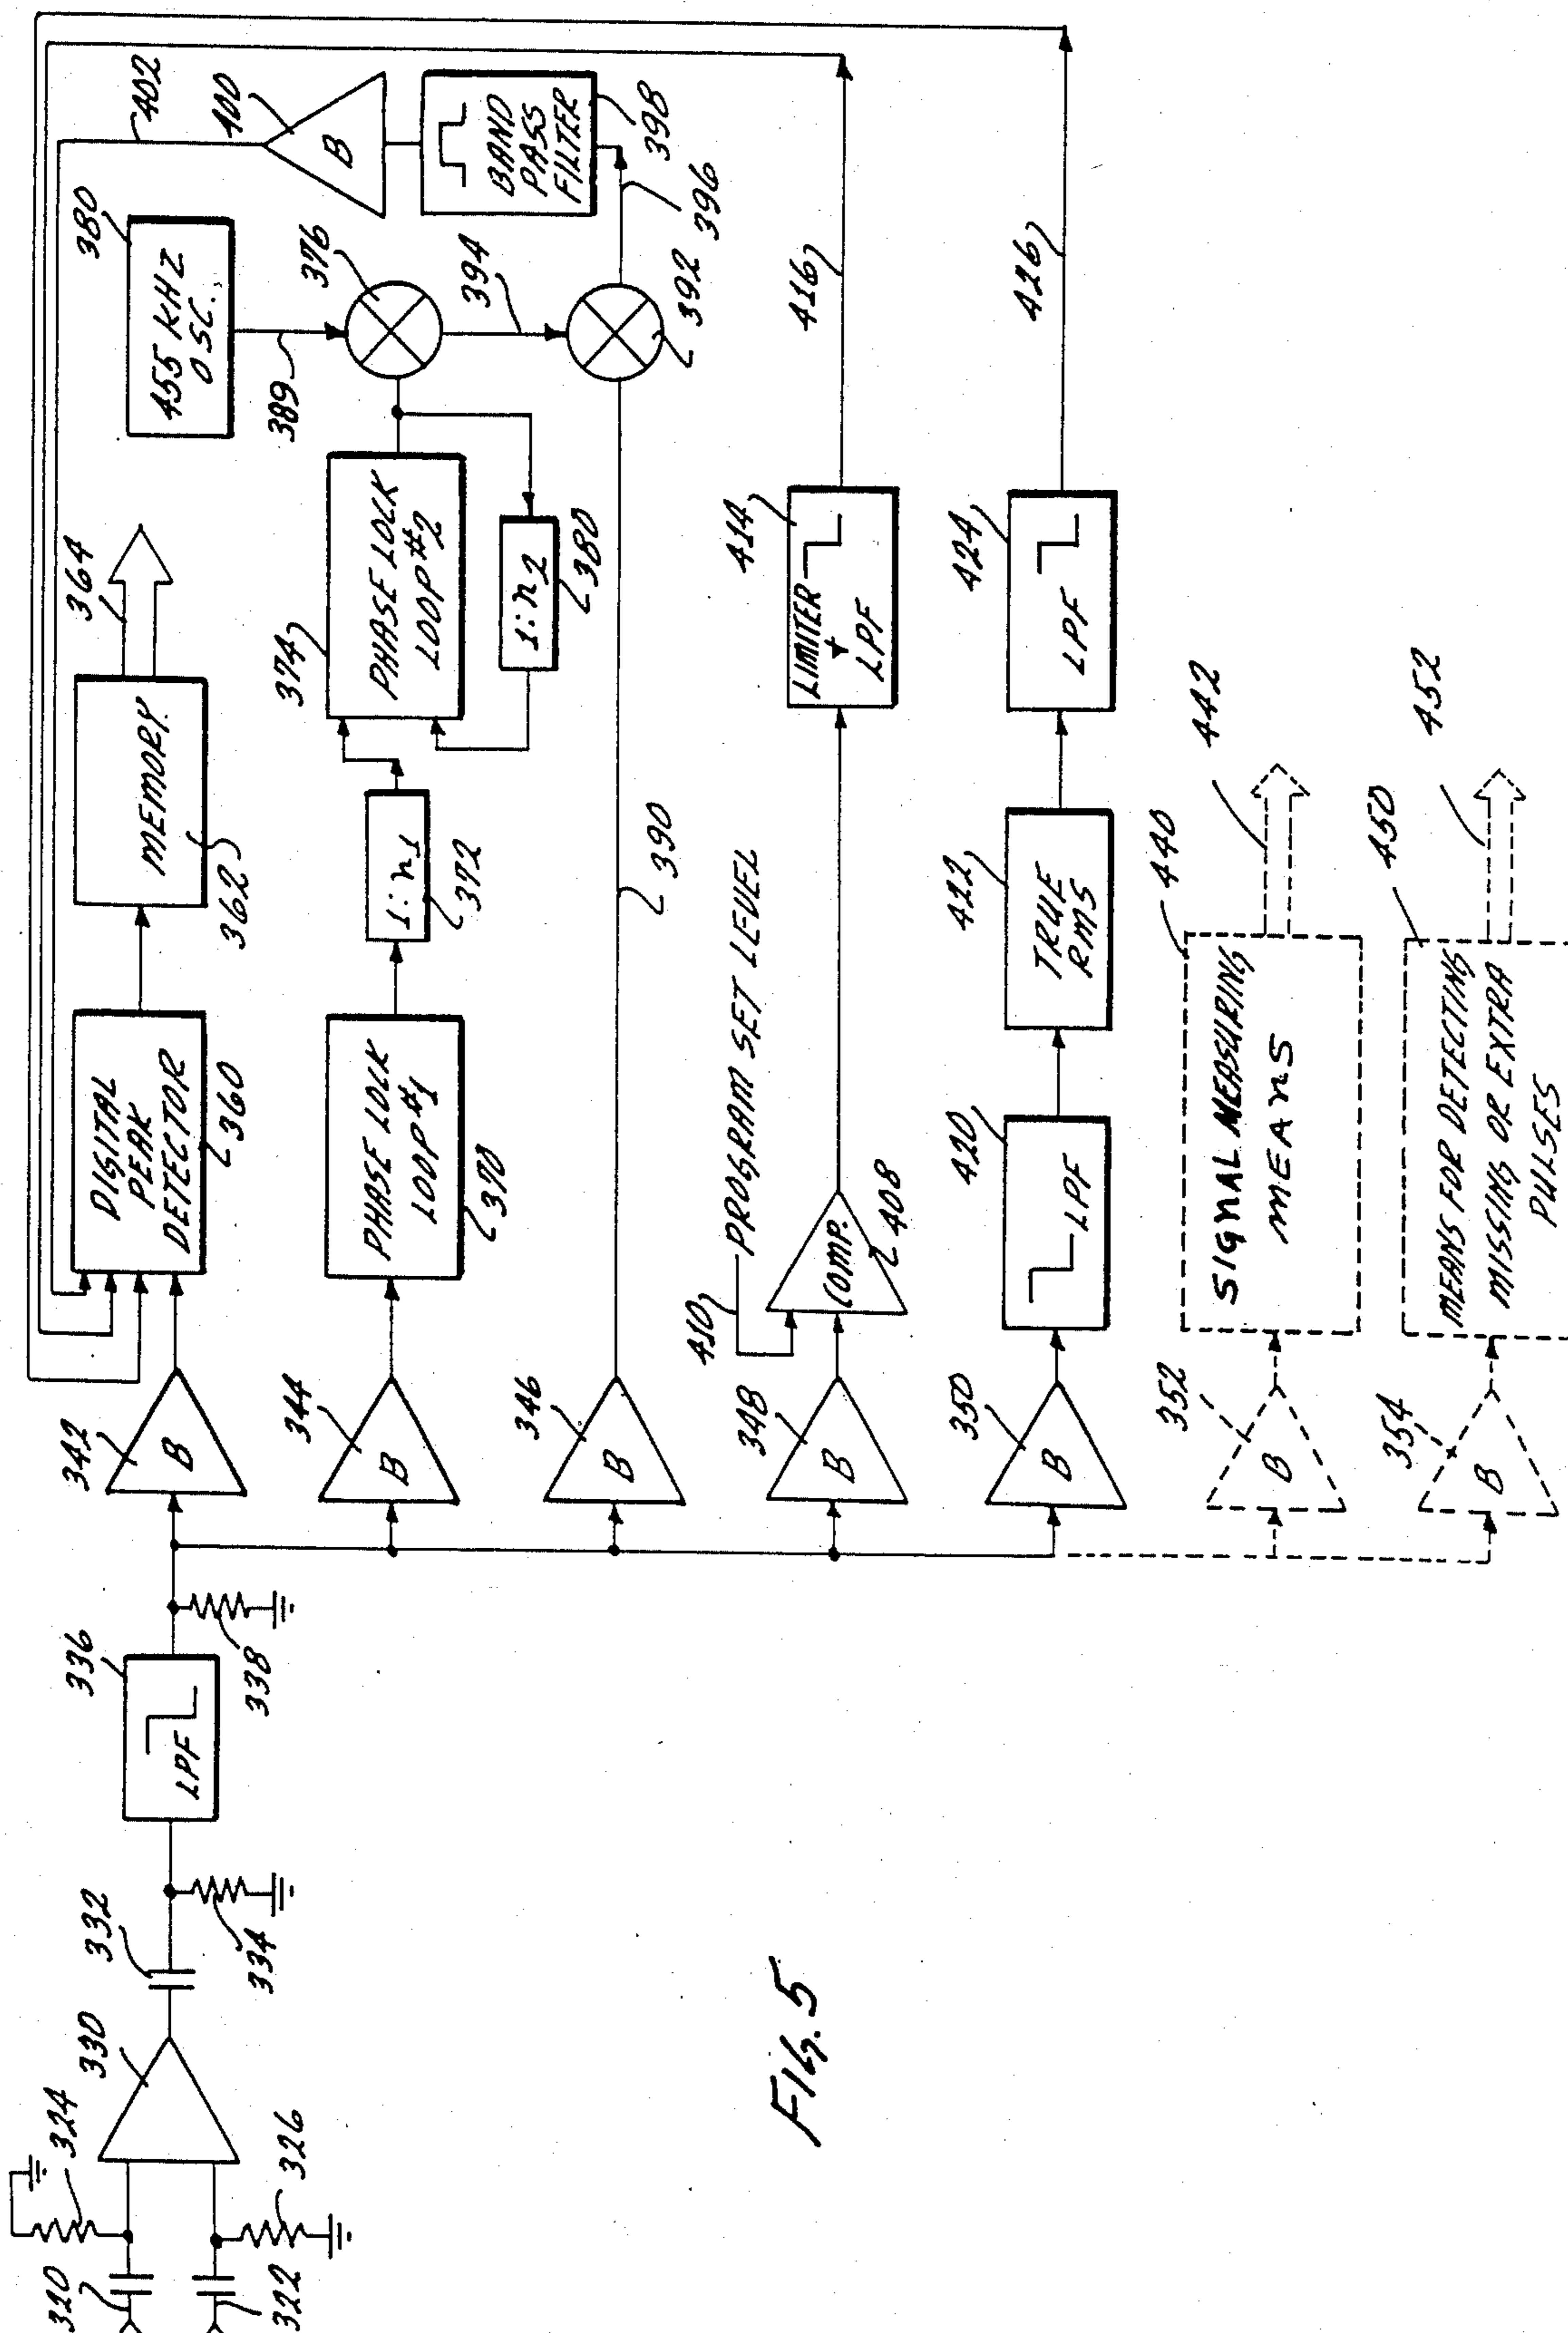 320
322
324
326
330
332
334
LPF
336
338
342
B
DIGITAL
PEAK
DETECTOR
360
MEMORY
362
364
344
B
PHASE LOCK
LOOP #1
370
1:n1
372
PHASE LOCK
LOOP #2
374
1:n2
380
455 KHZ
OSC.
380
389
376
394
392
396
BAND
PASS
FILTER
398
B
400
402
346
B
390
348
B
410
PROGRAM SET LEVEL
COMP.
408
LIMITER
+
LPF
414
416
350
B
LPF
420
TRUE
RMS
422
LPF
424
426
352
B
SIGNAL MEASURING
MEANS
440
442
354
B
MEANS FOR DETECTING
MISSING OR EXTRA
PULSES
450
452
FIG. 5